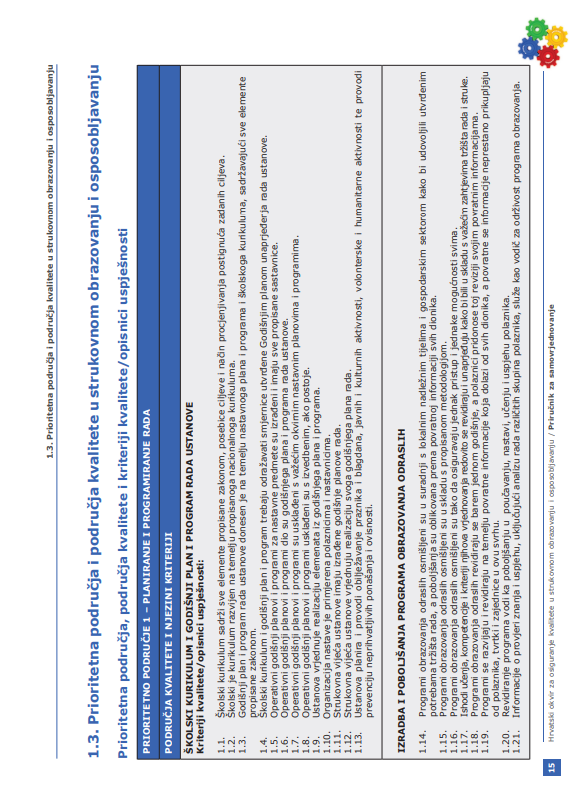 1.3. Prioritetna područja i područja kvalitete u strukovnom obrazovanju i osposobljavanju
1.3. Prioritetna područja i područja kvalitete u strukovnom obrazovanju i osposobljavanju
Prioritetna područja, područja kvalitete i kriteriji kvalitete/opisnici uspješnosti
PRIORITETNO PODRUČJE 1 – PLANIRANJE I PROGRAMIRANJE RADA
PODRUČJA KVALITETE I NJEZINI KRITERIJI
ŠKOLSKI KURIKULUM I GODIŠNJI PLAN I PROGRAM RADA USTANOVE
Kriteriji kvalitete/opisnici uspješnosti:
1.1. Školski kurikulum sadrži sve elemente propisane zakonom, posebice ciljeve i način procjenjivanja postignuća zadanih ciljeva.
1.2. Školski je kurikulum razvijen na temelju propisanoga nacionalnoga kurikuluma.
1.3. Godišnji plan i program rada ustanove donesen je na temelju nastavnoga plana i programa i školskoga kurikuluma, sadržavajući sve elemente
propisane zakonom.
1.4. Školski kurikulum i godišnji plan i program trebaju odražavati smjernice utvrđene Godišnjim planom unaprjeđenja rada ustanove.
1.5. Operativni godišnji planovi i programi za nastavne predmete su izrađeni i imaju sve propisane sastavnice.
1.6. Operativni godišnji planovi i programi dio su godišnjega plana i programa rada ustanove.
1.7. Operativni godišnji planovi i programi su usklađeni s važećim okvirnim nastavnim planovima i programima.
1.8. Operativni godišnji planovi i programi usklađeni su s izvedbenim, ako postoje.
1.9. Ustanova vrjednuje realizaciju elemenata iz godišnjega plana i programa.
1.10. Organizacija nastave je primjerena polaznicima i nastavnicima.
1.11. Strukovna vijeća ustanove imaju izrađene godišnje planove rada.
1.12. Strukovna vijeća ustanove vrjednuju realizaciju svoga godišnjega plana rada.
1.13. Ustanova planira i provodi obilježavanje praznika i blagdana, javnih i kulturnih aktivnosti, volonterske i humanitarne aktivnosti te provodi
prevenciju neprihvatljivih ponašanja i ovisnosti.
IZRADBA I POBOLJŠANJA PROGRAMA OBRAZOVANJA ODRASLIH
1.14. Programi obrazovanja odraslih osmišljeni su u suradnji s lokalnim nadležnim tijelima i gospodarskim sektorom kako bi udovoljili utvrđenim
potrebama tržišta rada, a poboljšanja su oblikovana prema povratnoj informaciji svih dionika.
1.15. Programi obrazovanja odraslih osmišljeni su u skladu s propisanom metodologijom.
1.16. Programi obrazovanja odraslih osmišljeni su tako da osiguravaju jednak pristup i jednake mogućnosti svima.
1.17. Ishodi učenja, kompetencije i kriteriji njihova vrjednovanja redovito se revidiraju i unaprjeđuju kako bi bili u skladu s važećim zahtjevima tržišta rada i struke.
1.18. Programi obrazovanja odraslih revidiraju se barem jednom godišnje, a polaznici pridonose toj reviziji svojim povratnim informacijama.
1.19. Programi se razvijaju i revidiraju na temelju povratne informacije koja dolazi od svih dionika, a povratne se informacije neprestano prikupljaju
od polaznika, tvrtki i zajednice u ovu svrhu.
1.20. Revidiranje programa vodi ka poboljšanju u podučavanju, nastavi, učenju i uspjehu polaznika.
1.21. Informacije o provjeri znanja i uspjehu, uključujući analizu rada različitih skupina polaznika, služe kao vodič za održivost programa obrazovanja.
15 Hrvatski okvir za osiguranje kvalitete u strukovnom obrazovanju i osposobljavanju / Priručnik za samovrjednovanje